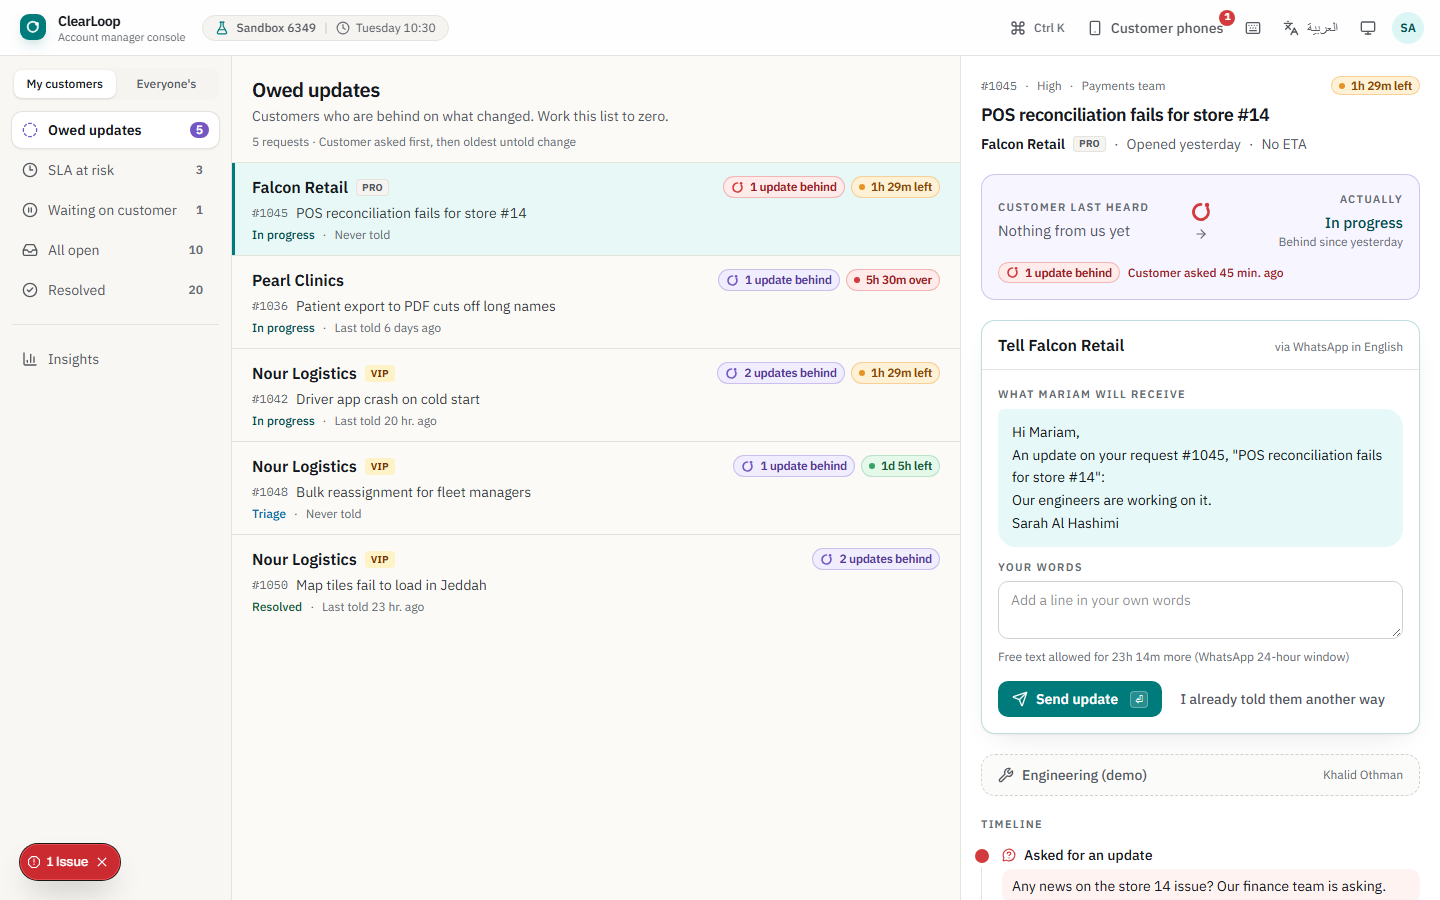 ClearLoop
Account manager console
Sandbox 6349
Tuesday 10:30
Ctrl K
Customer phones
1
العربية
SA
My customers
Everyone's
Owed updates
5
SLA at risk
3
Waiting on customer
1
All open
10
Resolved
20
Insights
1 Issue
Owed updates
Customers who are behind on what changed. Work this list to zero.
5 requests · Customer asked first, then oldest untold change
Falcon Retail PRO
1 update behind
1h 29m left
#1045 POS reconciliation fails for store #14
In progress · Never told
Pearl Clinics
1 update behind
5h 30m over
#1036 Patient export to PDF cuts off long names
In progress · Last told 6 days ago
Nour Logistics VIP
2 updates behind
1h 29m left
#1042 Driver app crash on cold start
In progress · Last told 20 hr. ago
Nour Logistics VIP
1 update behind
1d 5h left
#1048 Bulk reassignment for fleet managers
Triage · Never told
Nour Logistics VIP
2 updates behind
#1050 Map tiles fail to load in Jeddah
Resolved · Last told 23 hr. ago
#1045 · High · Payments team
1h 29m left
POS reconciliation fails for store #14
Falcon Retail PRO · Opened yesterday · No ETA
CUSTOMER LAST HEARD
Nothing from us yet
→
ACTUALLY
In progress
Behind since yesterday
1 update behind
Customer asked 45 min. ago
Tell Falcon Retail
via WhatsApp in English
WHAT MARIAM WILL RECEIVE
Hi Mariam,
An update on your request #1045, "POS reconciliation fails
for store #14":
Our engineers are working on it.
Sarah Al Hashimi
YOUR WORDS
Add a line in your own words
Free text allowed for 23h 14m more (WhatsApp 24-hour window)
Send update
I already told them another way
Engineering (demo)
Khalid Othman
TIMELINE
Asked for an update
Any news on the store 14 issue? Our finance team is asking.